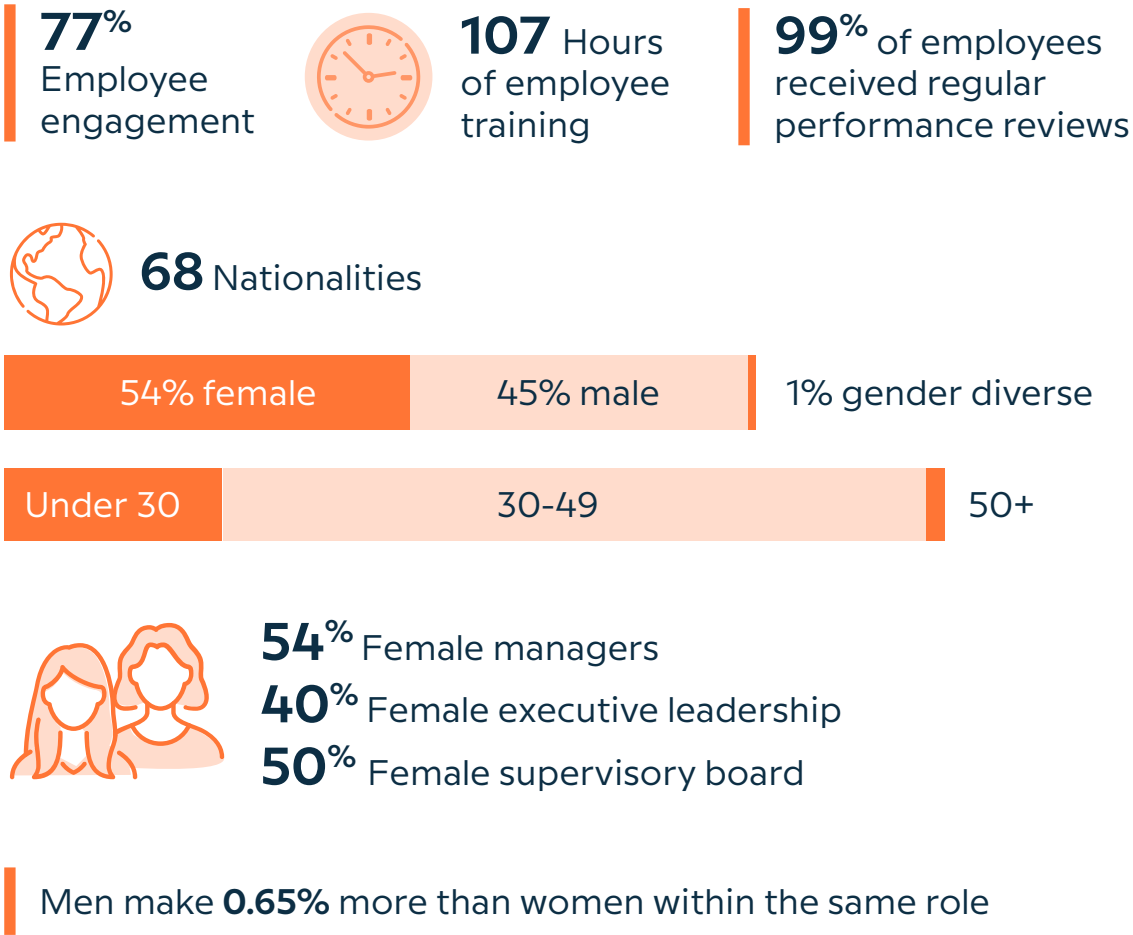 77%
Employee
engagement
107 Hours
of employee
training
99% of employees
received regular
performance reviews
68 Nationalities
54% female
45% male
1% gender diverse
Under 30
30-49
50+
54% Female managers
40% Female executive leadership
50% Female supervisory board
Men make 0.65% more than women within the same role